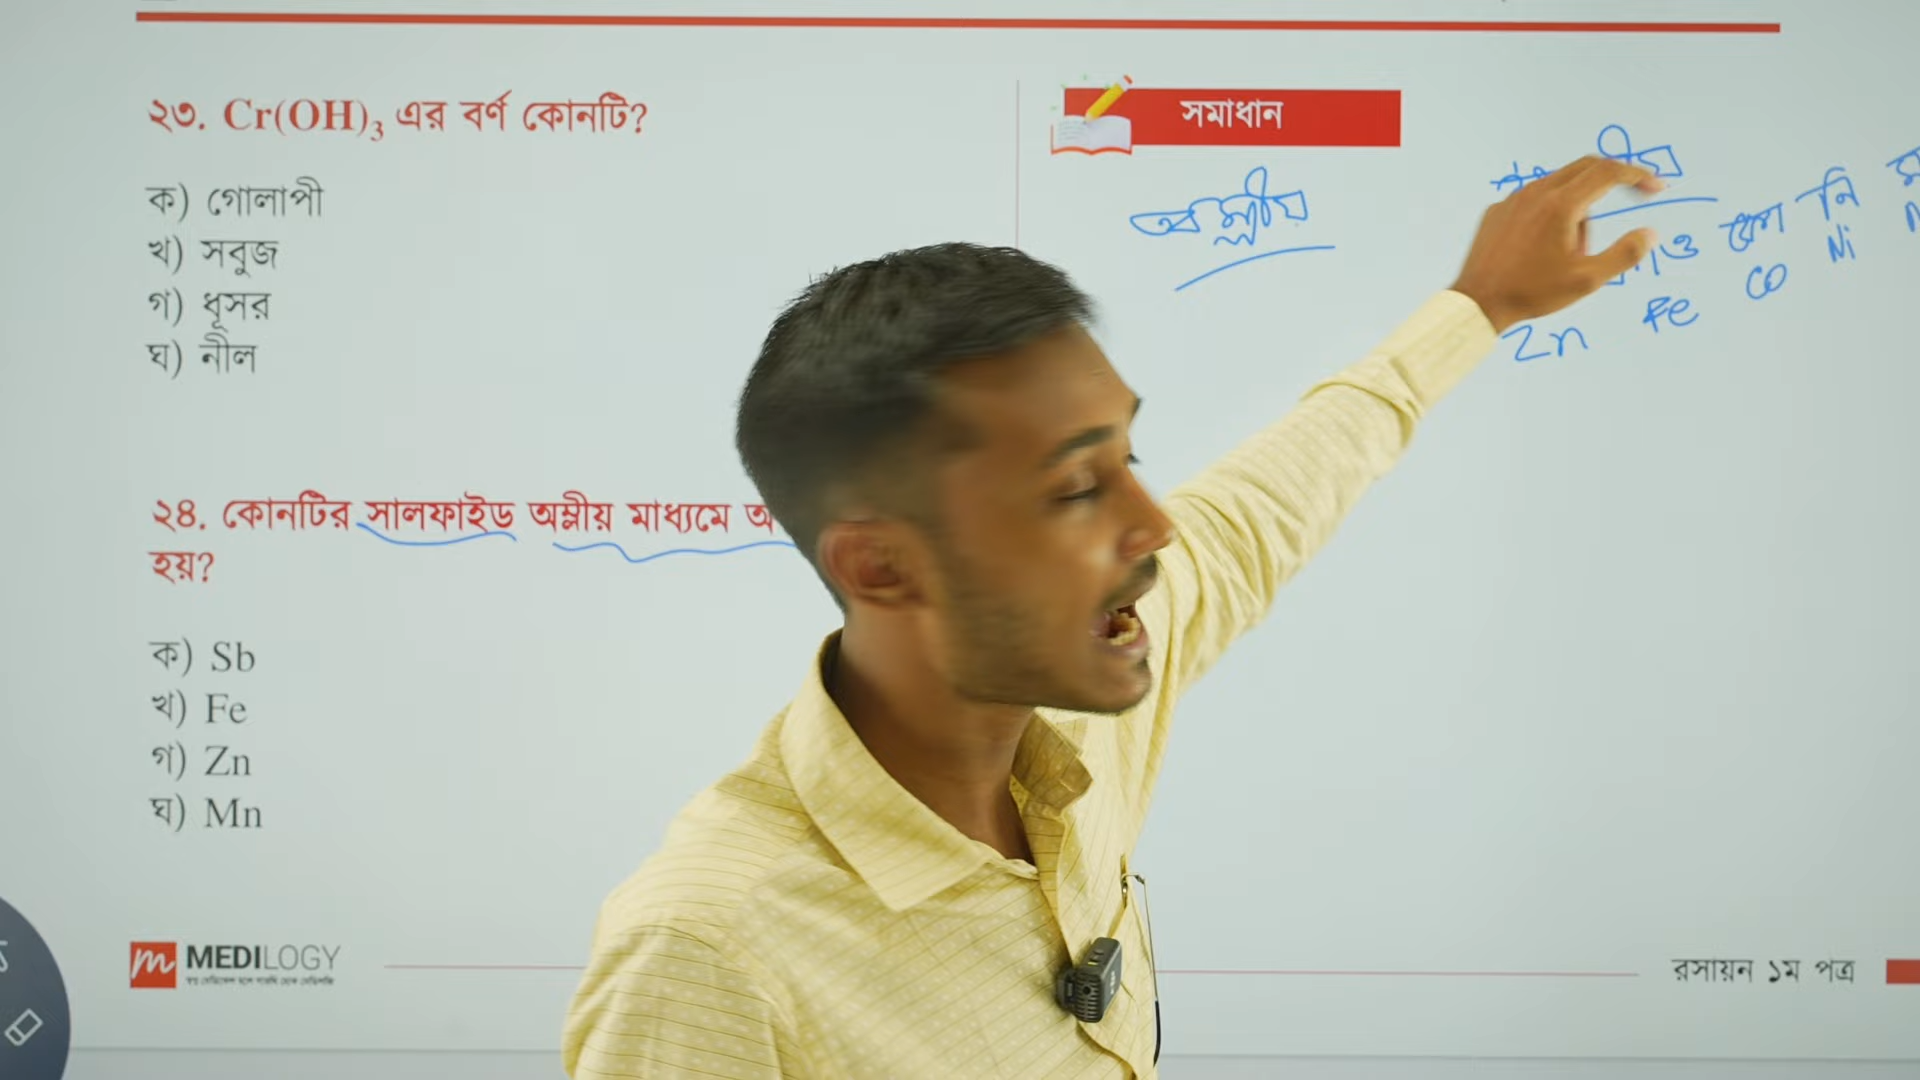 ২৩. Cr(OH)₃ এর বর্ণ কোনটি?
ক) গোলাপী
খ) সবুজ
গ) ধূসর
ঘ) নীল
২৪. কোনটির সালফাইড অম্লীয় মাধ্যমে
হয়?
ক) Sb
খ) Fe
গ) Zn
ঘ) Mn
সমাধান
অম্লীয়
কো নি
Zn Fe Co Ni
MEDILOGY
রসায়ন ১ম পত্র